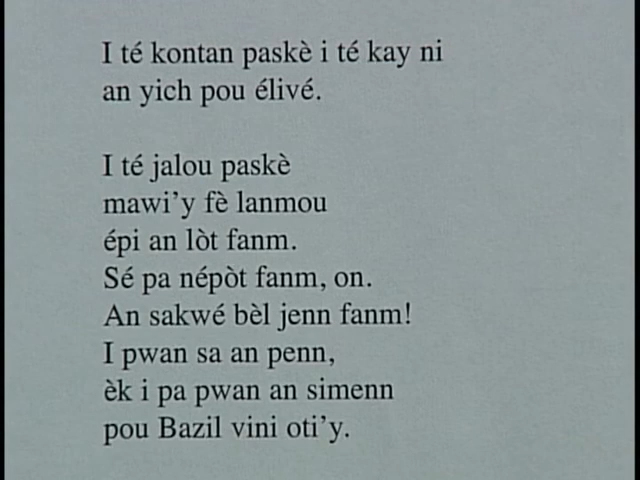 I té kontan paskè i té kay ni
an yich pou élivé.
I té jalou paskè
mawi’y fè lanmou
épi an lòt fanm.
Sé pa népòt fanm, on.
An sakwé bèl jenn fanm!
I pwan sa an penn,
èk i pa pwan an simenn
pou Bazil vini oti’y.